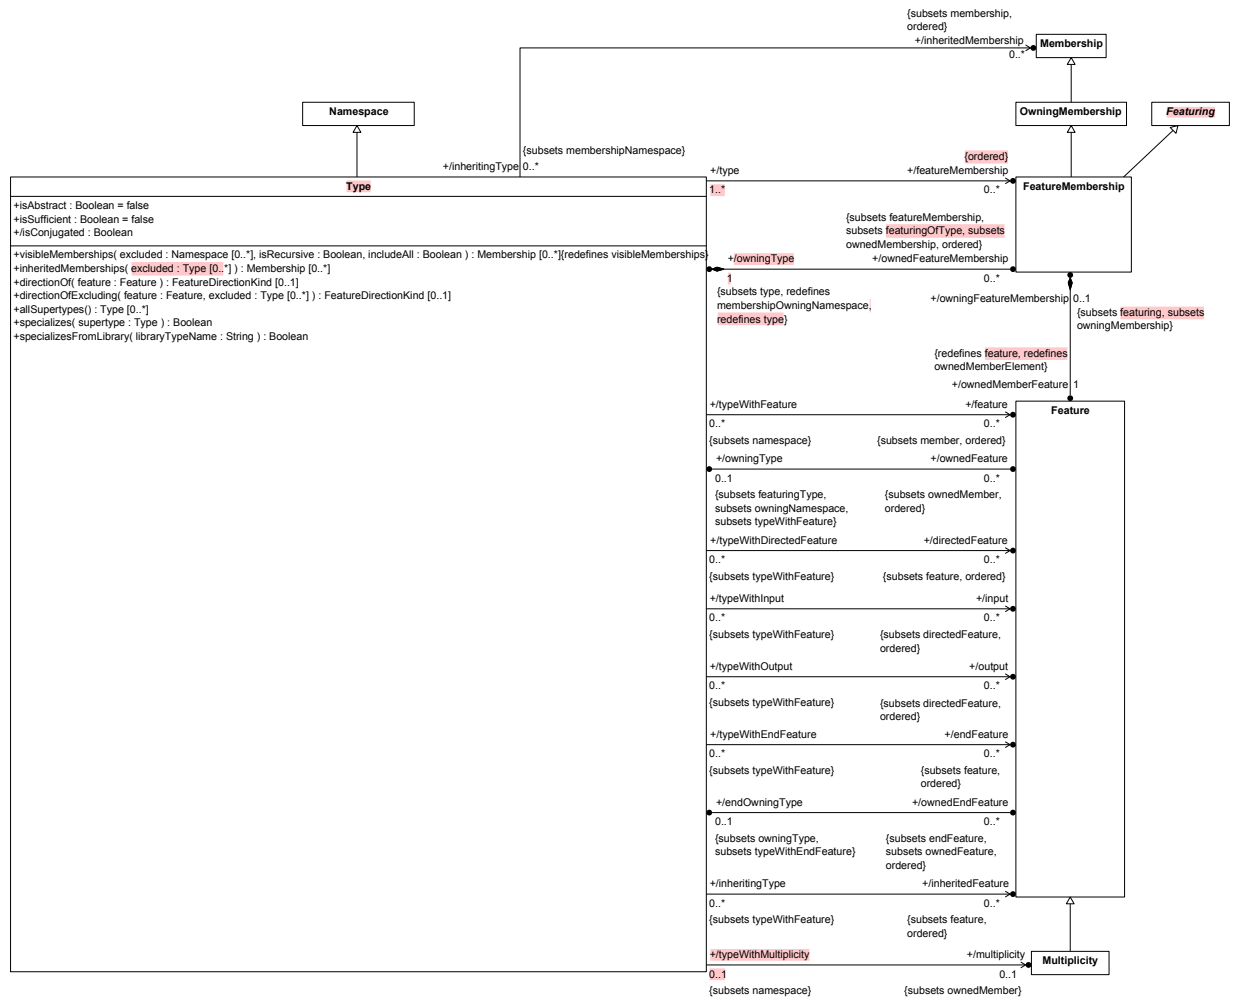 {subsets membership,
ordered}
+/inheritedMembership
0..*
Membership
Namespace
OwningMembership
Featuring
{subsets membershipNamespace}
+/inheritingType 0..*
Type
+isAbstract : Boolean = false
+isSufficient : Boolean = false
+/isConjugated : Boolean
+visibleMemberships( excluded : Namespace [0..*], isRecursive : Boolean, includeAll : Boolean ) : Membership [0..*]{redefines visibleMemberships}
+inheritedMemberships( excluded : Type [0..*] ) : Membership [0..*]
+directionOf( feature : Feature ) : FeatureDirectionKind [0..1]
+directionOfExcluding( feature : Feature, excluded : Type [0..*] ) : FeatureDirectionKind [0..1]
+allSupertypes() : Type [0..*]
+specializes( supertype : Type ) : Boolean
+specializesFromLibrary( libraryTypeName : String ) : Boolean
{ordered}
+/type
+/featureMembership
1..*
0..*
FeatureMembership
{subsets featureMembership,
subsets featuringOfType, subsets
ownedMembership, ordered}
+/owningType
+/ownedFeatureMembership
1
0..*
{subsets type, redefines
membershipOwningNamespace,
redefines type}
+/owningFeatureMembership 0..1
{subsets featuring, subsets
owningMembership}
{redefines feature, redefines
ownedMemberElement}
+/ownedMemberFeature 1
Feature
+/typeWithFeature
+/feature
0..*
0..*
{subsets namespace}
{subsets member, ordered}
+/owningType
+/ownedFeature
0..1
0..*
{subsets featuringType,
subsets owningNamespace,
subsets typeWithFeature}
{subsets ownedMember,
ordered}
+/typeWithDirectedFeature
+/directedFeature
0..*
0..*
{subsets typeWithFeature}
{subsets feature, ordered}
+/typeWithInput
+/input
0..*
0..*
{subsets typeWithFeature}
{subsets directedFeature,
ordered}
+/typeWithOutput
+/output
0..*
0..*
{subsets typeWithFeature}
{subsets directedFeature,
ordered}
+/typeWithEndFeature
+/endFeature
0..*
0..*
{subsets typeWithFeature}
{subsets feature,
ordered}
+/endOwningType
+/ownedEndFeature
0..1
0..*
{subsets owningType,
subsets typeWithEndFeature}
{subsets endFeature,
subsets ownedFeature,
ordered}
+/inheritingType
+/inheritedFeature
0..*
0..*
{subsets typeWithFeature}
{subsets feature,
ordered}
+/typeWithMultiplicity
+/multiplicity
0..1
0..1
{subsets namespace}
{subsets ownedMember}
Multiplicity